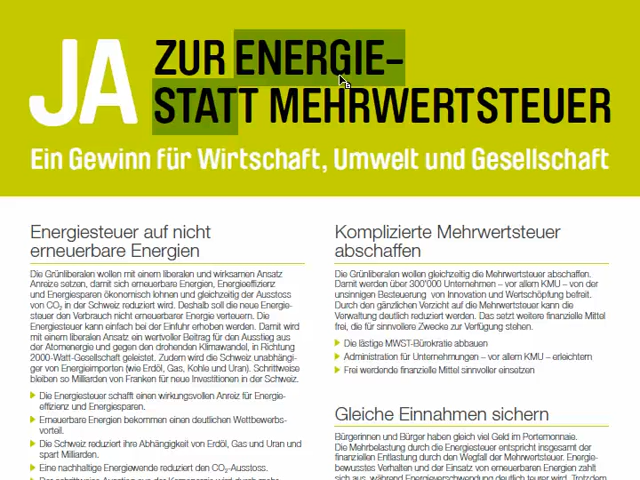 JA ZUR ENERGIE-
STATT MEHRWERTSTEUER
Ein Gewinn für Wirtschaft, Umwelt und Gesellschaft
Energiesteuer auf nicht
erneuerbare Energien
Die Grünliberalen wollen mit einem liberalen und wirksamen Ansatz
Anreize setzen, damit sich erneuerbare Energien, Energieeffizienz
und Energiesparen ökonomisch lohnen und gleichzeitig der Ausstoss
von CO₂ in der Schweiz reduziert wird. Deshalb soll die neue Energie-
steuer den Verbrauch nicht erneuerbarer Energie verteuern. Die
Energiesteuer kann einfach bei der Einfuhr erhoben werden. Damit wird
mit einem liberalen Ansatz ein wertvoller Beitrag für den Ausstieg aus
der Atomenergie und gegen den drohenden Klimawandel, in Richtung
2000-Watt-Gesellschaft geleistet. Zudem wird die Schweiz unabhängi-
ger von Energieimporten (wie Erdöl, Gas, Kohle und Uran). Schrittweise
bleiben so Milliarden von Franken für neue Investitionen in der Schweiz.
Die Energiesteuer schafft einen wirkungsvollen Anreiz für Energie-
effizienz und Energiesparen.
Erneuerbare Energien bekommen einen deutlichen Wettbewerbs-
vorteil.
Die Schweiz reduziert ihre Abhängigkeit von Erdöl, Gas und Uran und
spart Milliarden.
Eine nachhaltige Energiewende reduziert den CO₂-Ausstoss.
Komplizierte Mehrwertsteuer
abschaffen
Die Grünliberalen wollen gleichzeitig die Mehrwertsteuer abschaffen.
Damit werden über 300'000 Unternehmen – vor allem KMU – von der
unsinnigen Besteuerung von Innovation und Wertschöpfung befreit.
Durch den gänzlichen Verzicht auf die Mehrwertsteuer kann die
Verwaltung deutlich reduziert werden. Das setzt weitere finanzielle Mittel
frei, die für sinnvollere Zwecke zur Verfügung stehen.
Die lästige MWST-Bürokratie abbauen
Administration für Unternehmungen – vor allem KMU – erleichtern
Frei werdende finanzielle Mittel sinnvoller einsetzen
Gleiche Einnahmen sichern
Bürgerinnen und Bürger haben gleich viel Geld im Portemonnaie.
Die Mehrbelastung durch die Energiesteuer entspricht insgesamt der
finanziellen Entlastung durch den Wegfall der Mehrwertsteuer. Energie-
bewusstes Verhalten und der Einsatz von erneuerbaren Energien zahlt